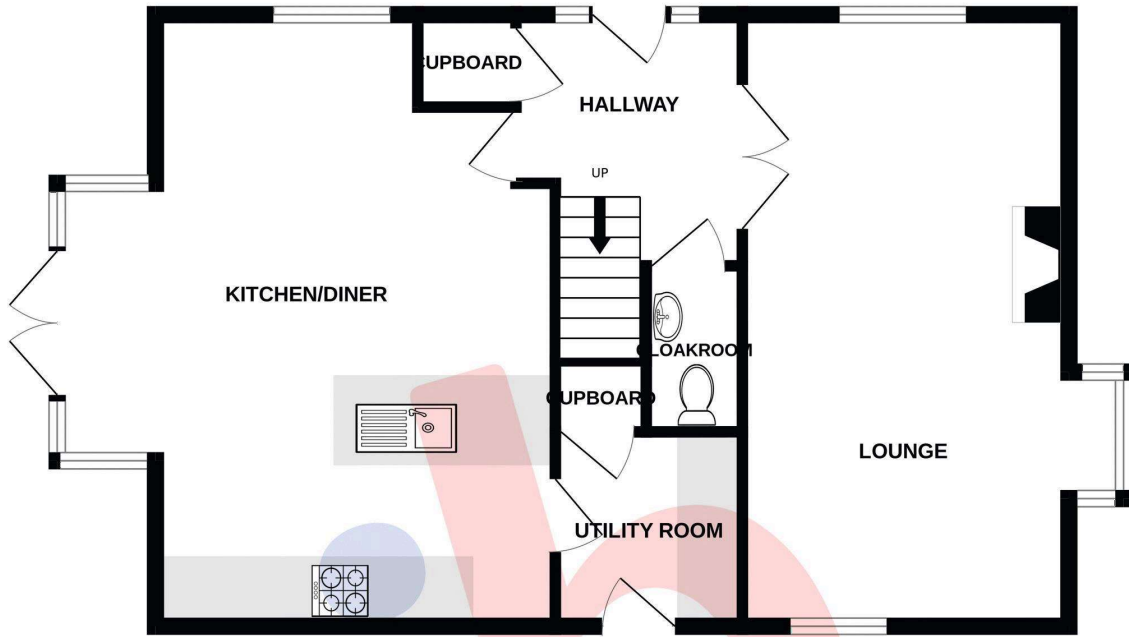 CUPBOARD
HALLWAY
UP
KITCHEN/DINER
CLOAKROOM
CUPBOARD
LOUNGE
UTILITY ROOM